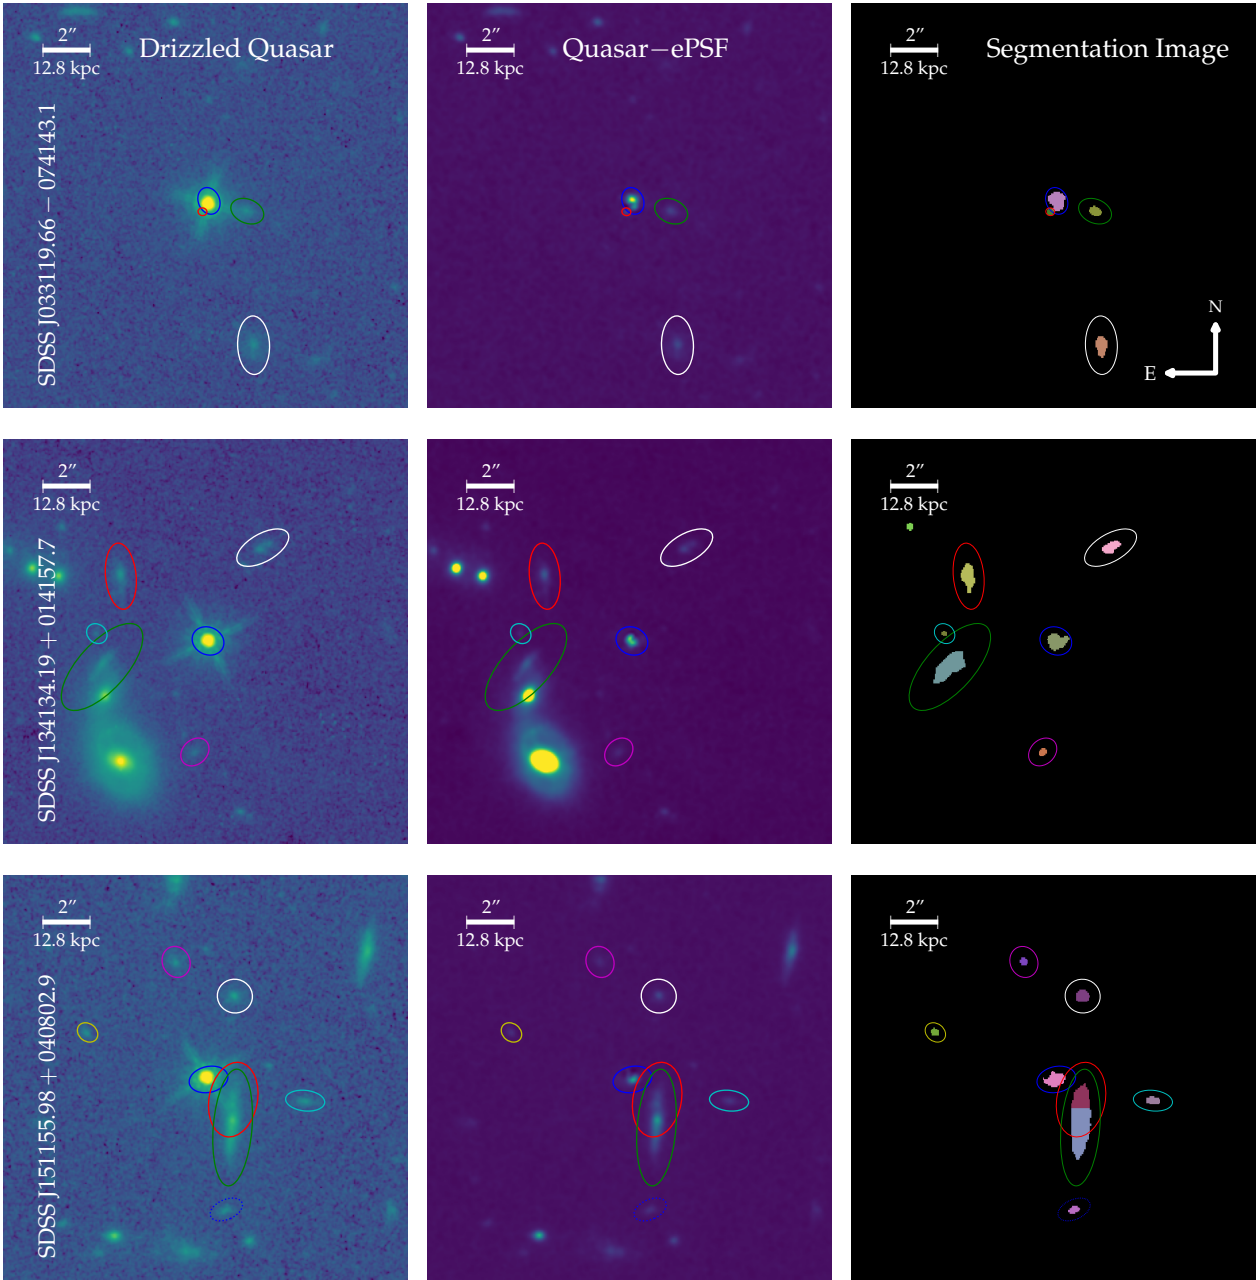 2″
Drizzled Quasar
12.8 kpc
SDSS J033119.66 − 074143.1
2″
Quasar−ePSF
12.8 kpc
2″
Segmentation Image
12.8 kpc
N
E
2″
12.8 kpc
SDSS J134134.19 + 014157.7
2″
12.8 kpc
2″
12.8 kpc
2″
12.8 kpc
SDSS J151155.98 + 040802.9
2″
12.8 kpc
2″
12.8 kpc